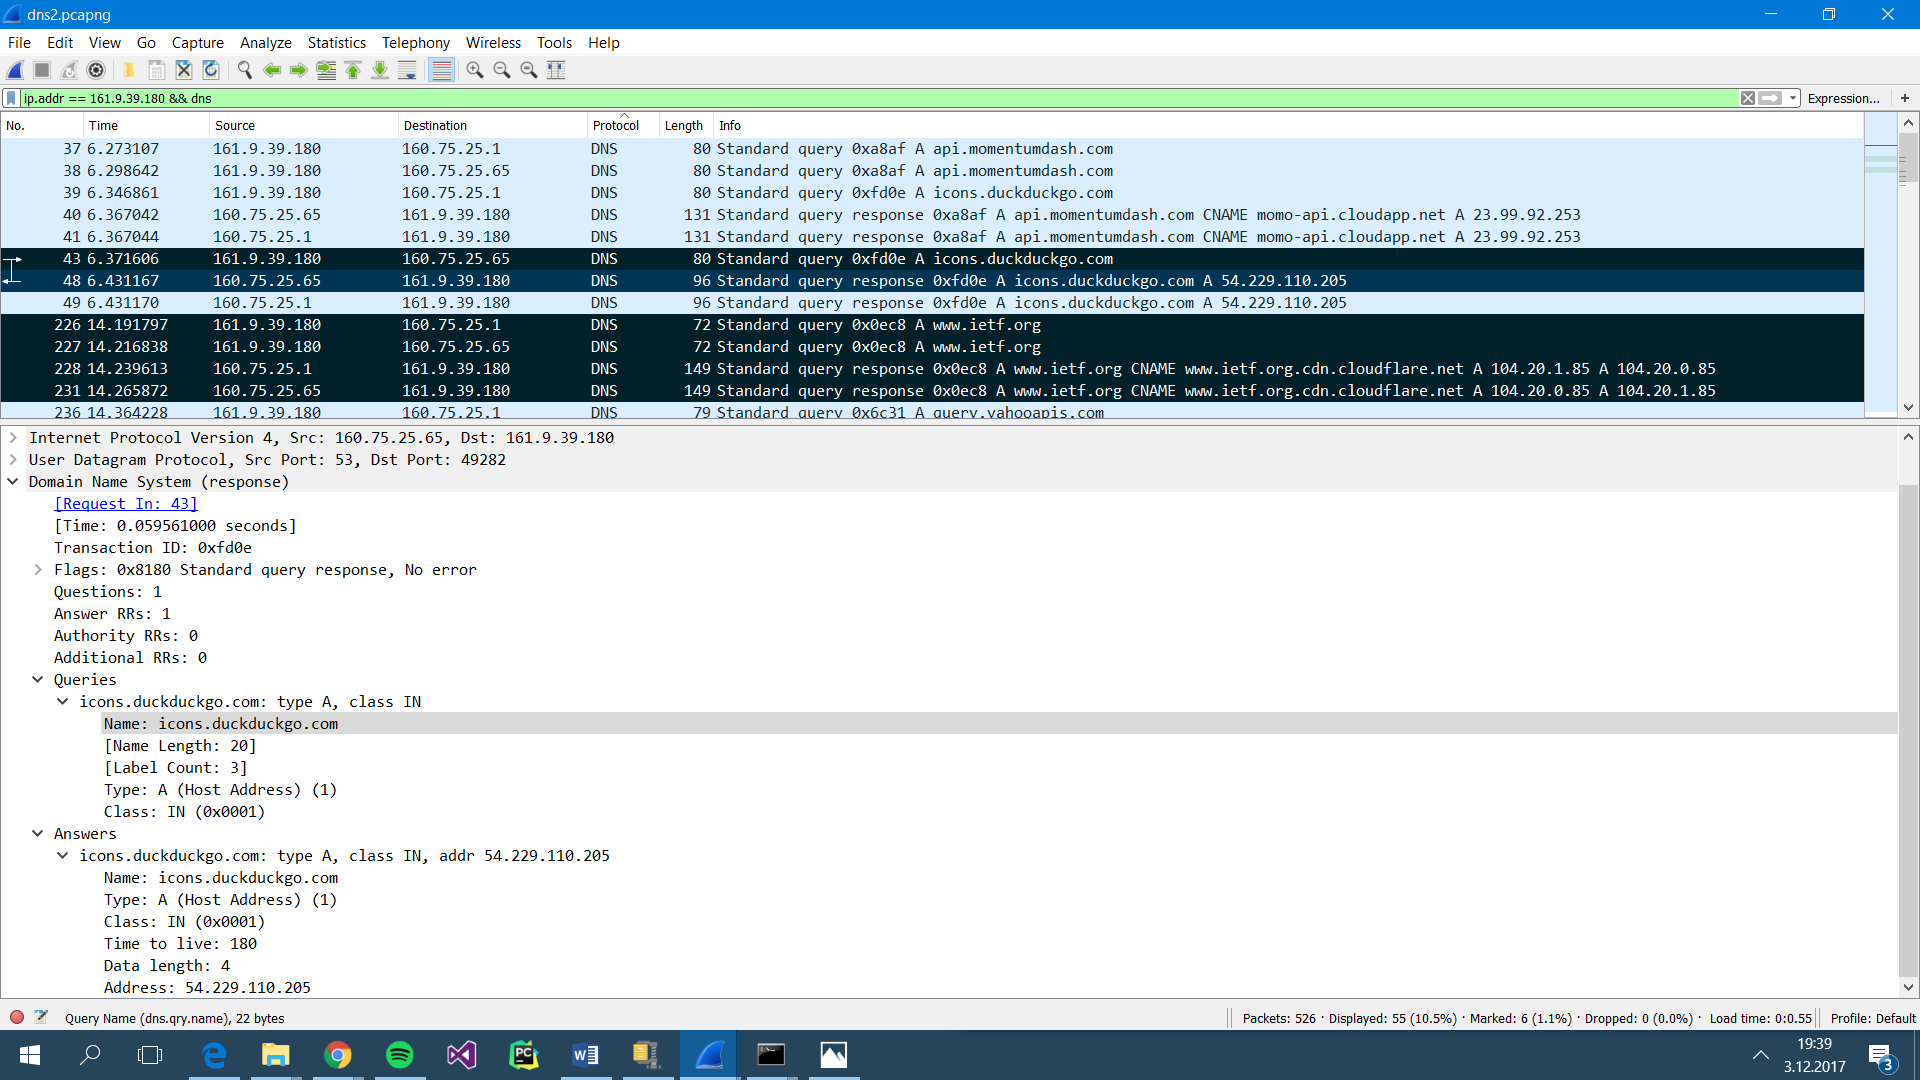 dns2.pcapng
File Edit View Go Capture Analyze Statistics Telephony Wireless Tools Help
ip.addr == 161.9.39.180 && dns
Expression... +
No. Time Source Destination Protocol Length Info
37 6.273107 161.9.39.180 160.75.25.1 DNS 80 Standard query 0xa8af A api.momentumdash.com
38 6.298642 161.9.39.180 160.75.25.65 DNS 80 Standard query 0xa8af A api.momentumdash.com
39 6.346861 161.9.39.180 160.75.25.1 DNS 80 Standard query 0xfd0e A icons.duckduckgo.com
40 6.367042 160.75.25.65 161.9.39.180 DNS 131 Standard query response 0xa8af A api.momentumdash.com CNAME momo-api.cloudapp.net A 23.99.92.253
41 6.367044 160.75.25.1 161.9.39.180 DNS 131 Standard query response 0xa8af A api.momentumdash.com CNAME momo-api.cloudapp.net A 23.99.92.253
43 6.371606 161.9.39.180 160.75.25.65 DNS 80 Standard query 0xfd0e A icons.duckduckgo.com
48 6.431167 160.75.25.65 161.9.39.180 DNS 96 Standard query response 0xfd0e A icons.duckduckgo.com A 54.229.110.205
49 6.431170 160.75.25.1 161.9.39.180 DNS 96 Standard query response 0xfd0e A icons.duckduckgo.com A 54.229.110.205
226 14.191797 161.9.39.180 160.75.25.1 DNS 72 Standard query 0x0ec8 A www.ietf.org
227 14.216838 161.9.39.180 160.75.25.65 DNS 72 Standard query 0x0ec8 A www.ietf.org
228 14.239613 160.75.25.1 161.9.39.180 DNS 149 Standard query response 0x0ec8 A www.ietf.org CNAME www.ietf.org.cdn.cloudflare.net A 104.20.1.85 A 104.20.0.85
231 14.265872 160.75.25.65 161.9.39.180 DNS 149 Standard query response 0x0ec8 A www.ietf.org CNAME www.ietf.org.cdn.cloudflare.net A 104.20.0.85 A 104.20.1.85
236 14.364228 161.9.39.180 160.75.25.1 DNS 79 Standard query 0x6c31 A query.yahooapis.com
Internet Protocol Version 4, Src: 160.75.25.65, Dst: 161.9.39.180
User Datagram Protocol, Src Port: 53, Dst Port: 49282
Domain Name System (response)
[Request In: 43]
[Time: 0.059561000 seconds]
Transaction ID: 0xfd0e
Flags: 0x8180 Standard query response, No error
Questions: 1
Answer RRs: 1
Authority RRs: 0
Additional RRs: 0
Queries
icons.duckduckgo.com: type A, class IN
Name: icons.duckduckgo.com
[Name Length: 20]
[Label Count: 3]
Type: A (Host Address) (1)
Class: IN (0x0001)
Answers
icons.duckduckgo.com: type A, class IN, addr 54.229.110.205
Name: icons.duckduckgo.com
Type: A (Host Address) (1)
Class: IN (0x0001)
Time to live: 180
Data length: 4
Address: 54.229.110.205
Query Name (dns.qry.name), 22 bytes
Packets: 526 · Displayed: 55 (10.5%) · Marked: 6 (1.1%) · Dropped: 0 (0.0%) · Load time: 0:0.55
Profile: Default
19:39
3.12.2017
3